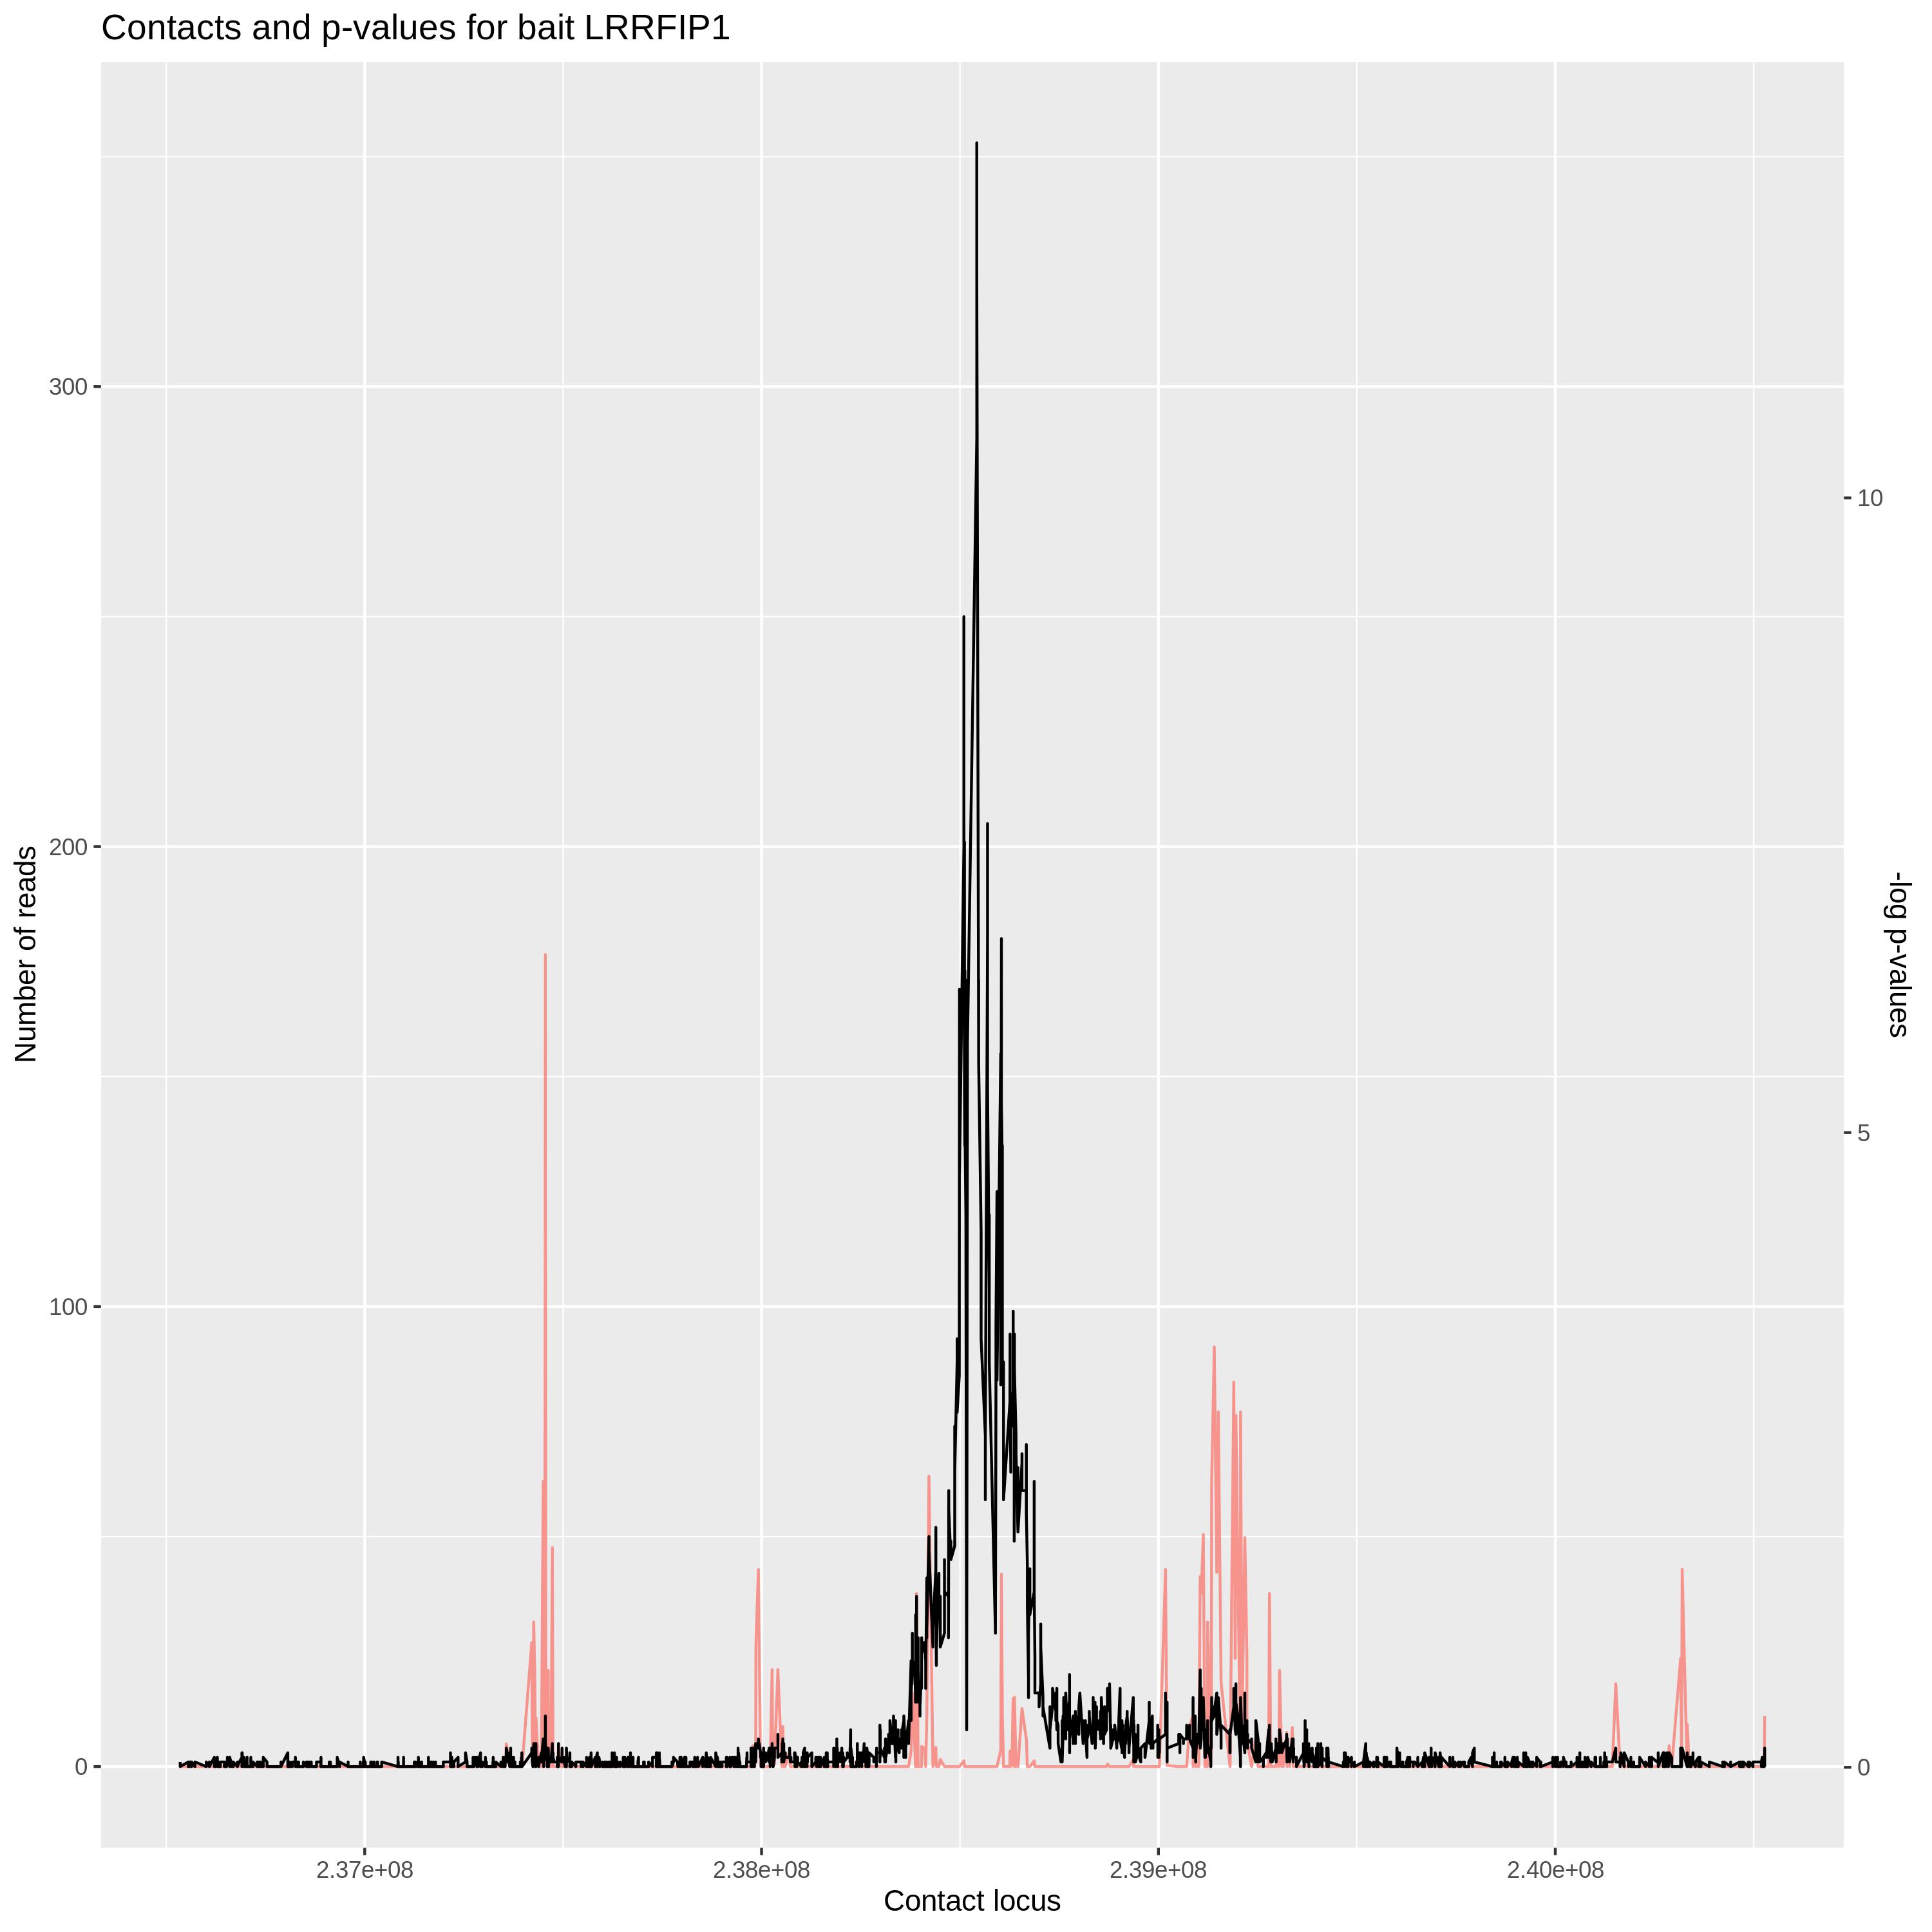 Contacts and p-values for bait LRRFIP1
Number of reads
300
200
100
0
10
5
0
-log p-values
2.37e+08
2.38e+08
2.39e+08
2.40e+08
Contact locus